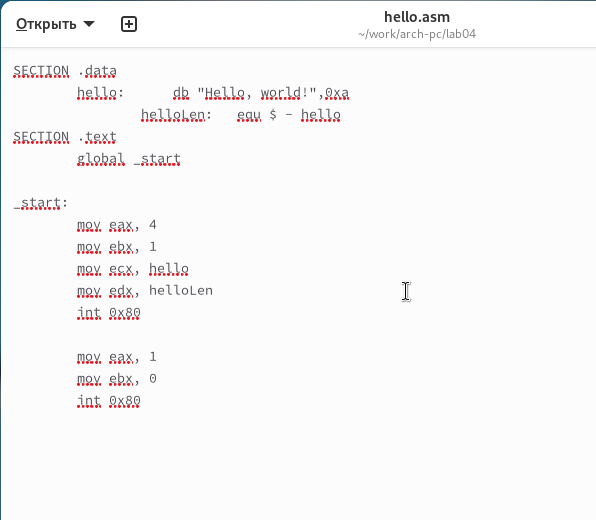 Открыть
hello.asm
~/work/arch-pc/lab04
SECTION .data
hello: db "Hello, world!",0xa
helloLen: equ $ - hello
SECTION .text
global _start
_start:
mov eax, 4
mov ebx, 1
mov ecx, hello
mov edx, helloLen
int 0x80
mov eax, 1
mov ebx, 0
int 0x80